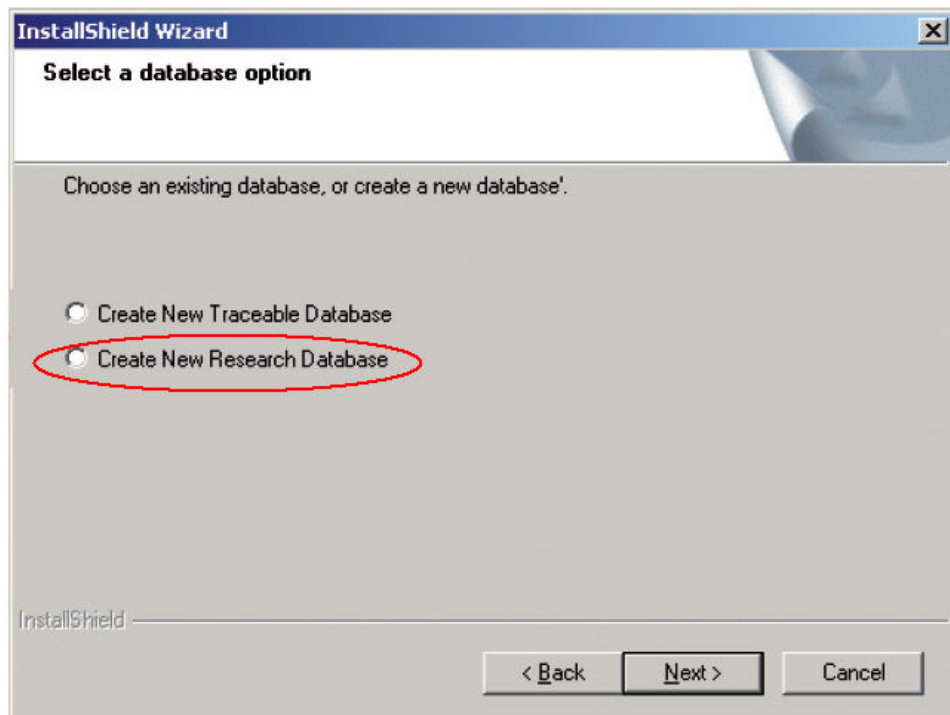 InstallShield Wizard
Select a database option
Choose an existing database, or create a new database'.
Create New Traceable Database
Create New Research Database
InstallShield
< Back
Next >
Cancel